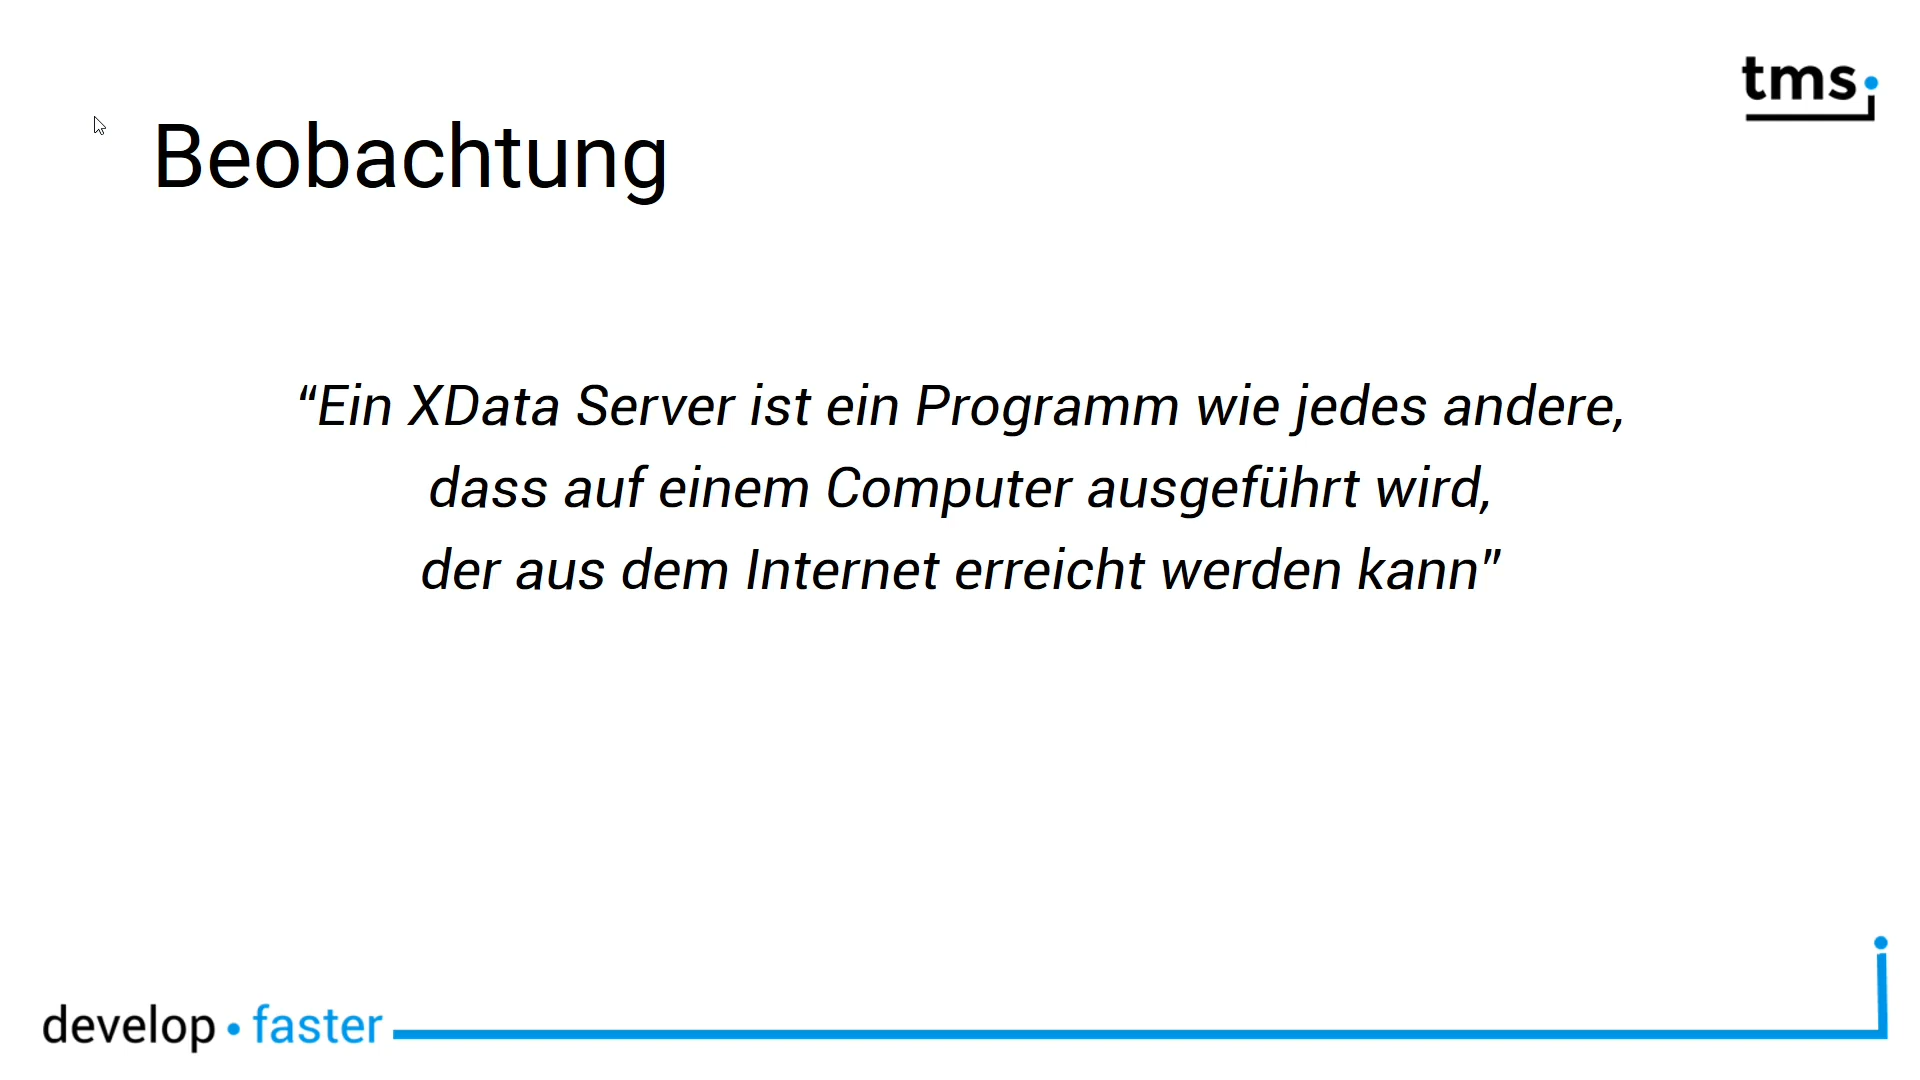 tms
Beobachtung
“Ein XData Server ist ein Programm wie jedes andere,
dass auf einem Computer ausgeführt wird,
der aus dem Internet erreicht werden kann”
develop • faster